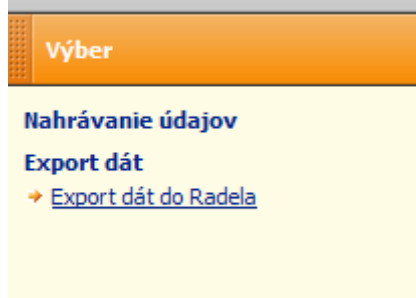 Výber
Nahrávanie údajov
Export dát
Export dát do Radela